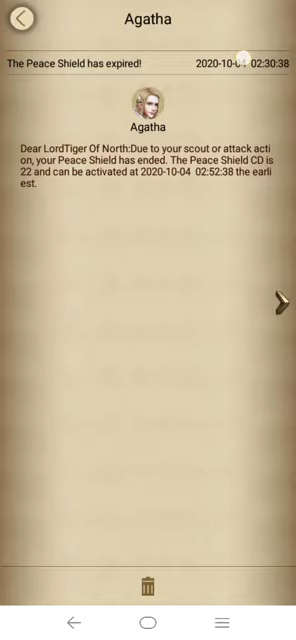 Agatha
The Peace Shield has expired! 2020-10-04 02:30:38
Agatha
Dear LordTiger Of North:Due to your scout or attack acti
on, your Peace Shield has ended. The Peace Shield CD is
22 and can be activated at 2020-10-04 02:52:38 the earli
est.